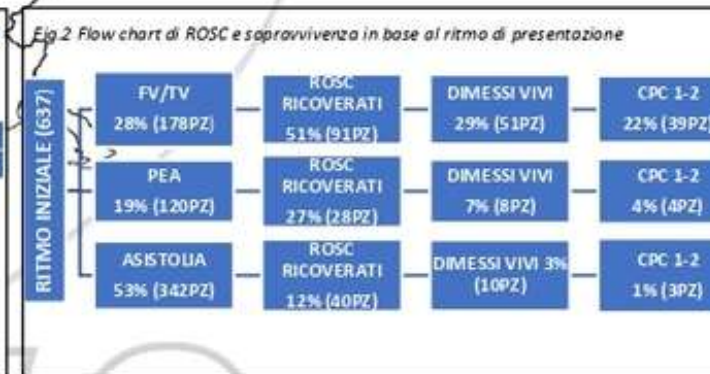 Fig.2 Flow chart di ROSC e sopravvivenza in base al ritmo di presentazione
RITMO INIZIALE (637)
FV/TV
28% (178PZ)
ROSC
RICOVERATI
51% (91PZ)
DIMESSI VIVI
29% (51PZ)
CPC 1-2
22% (39PZ)
PEA
19% (120PZ)
ROSC
RICOVERATI
27% (28PZ)
DIMESSI VIVI
7% (8PZ)
CPC 1-2
4% (4PZ)
ASISTOLIA
53% (342PZ)
ROSC
RICOVERATI
12% (40PZ)
DIMESSI VIVI 3%
(10PZ)
CPC 1-2
1% (3PZ)